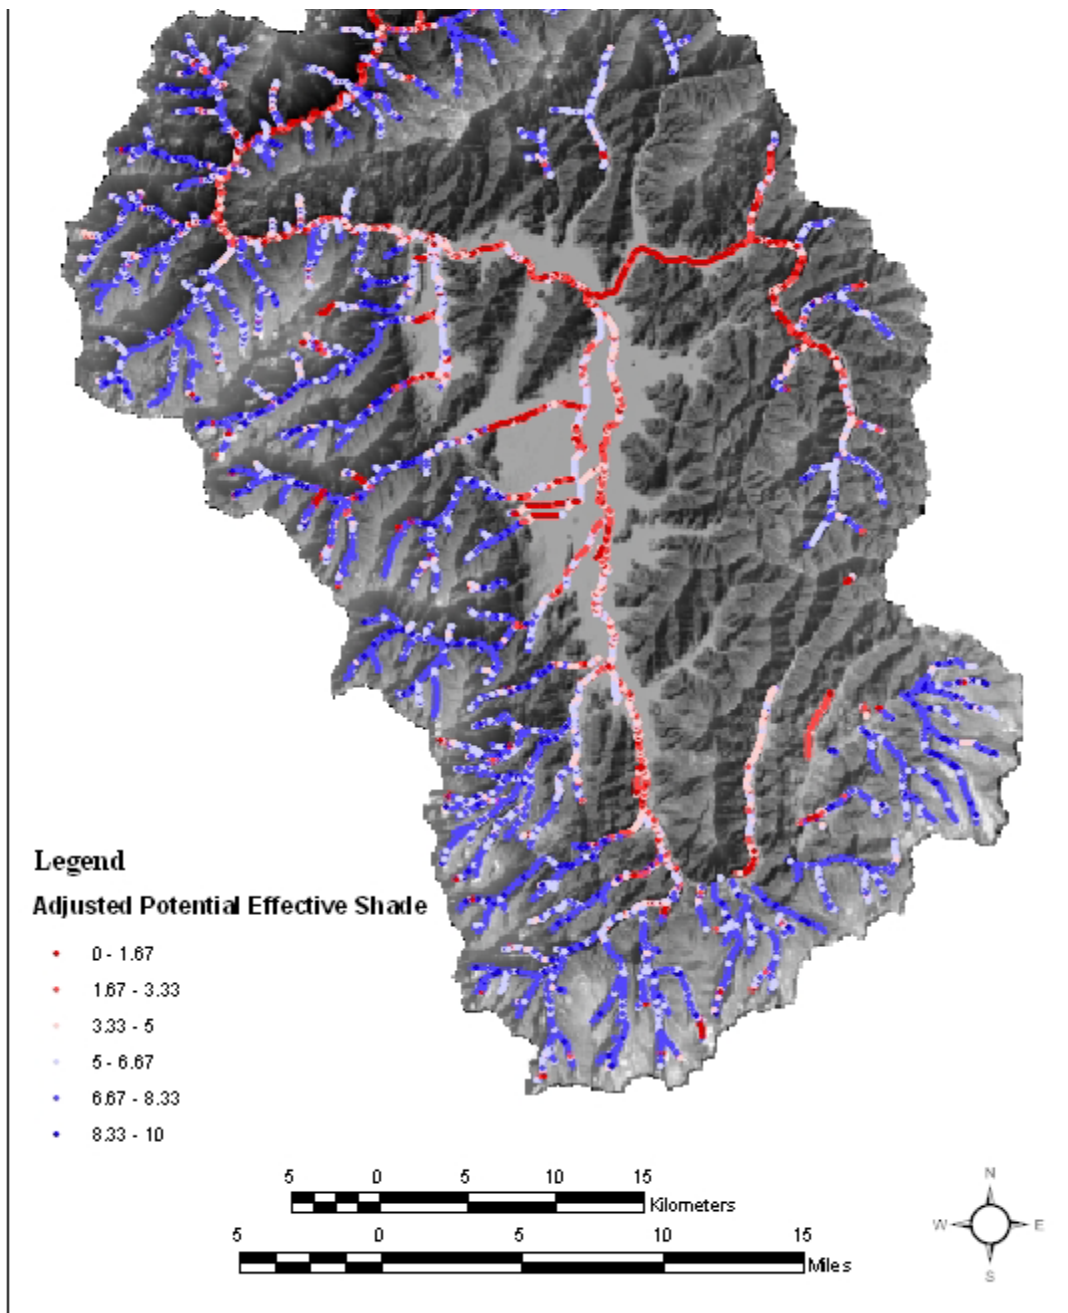 Legend
Adjusted Potential Effective Shade
0 - 1.67
1.67 - 3.33
3.33 - 5
5 - 6.67
6.67 - 8.33
8.33 - 10
5 0 5 10 15
Kilometers
5 0 5 10 15
Miles
N
W E
S